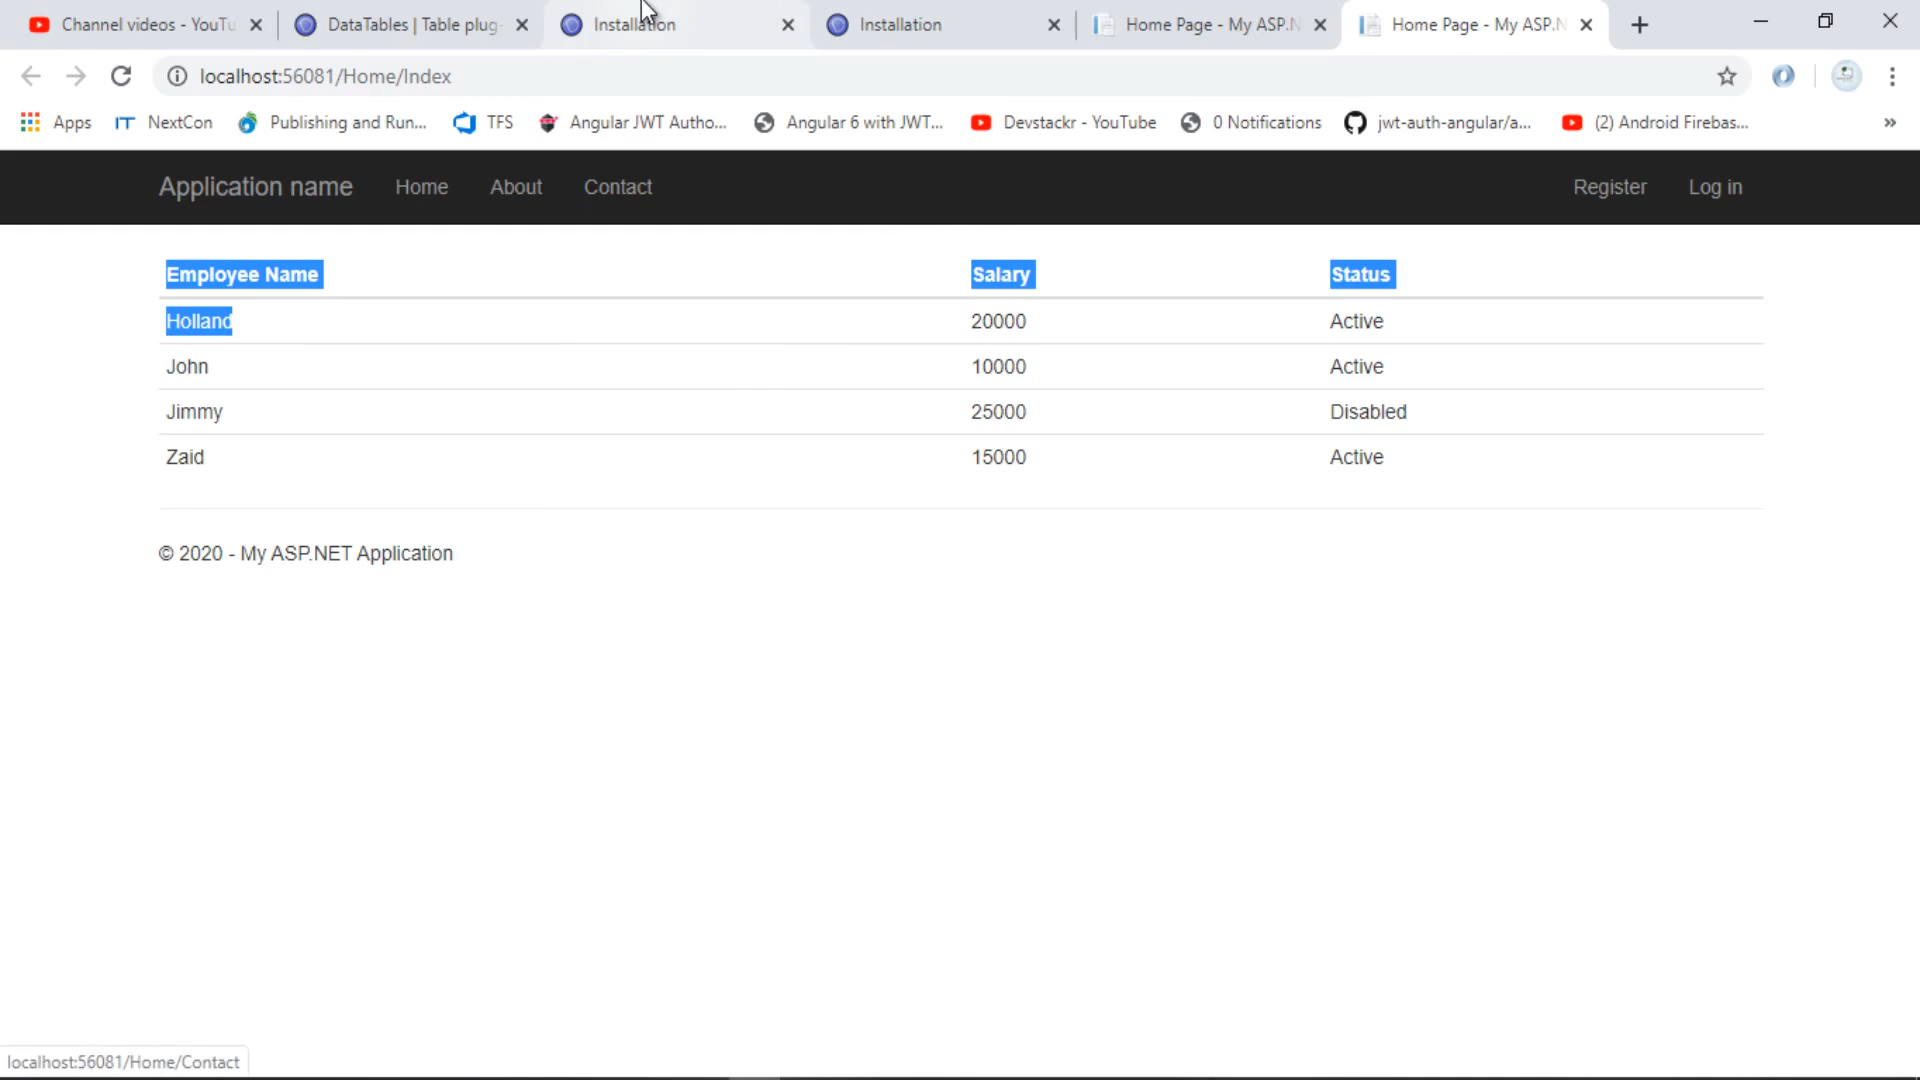 Channel videos - YouTu DataTables | Table plug- Installation Installation Home Page - My ASP.N Home Page - My ASP.N
localhost:56081/Home/Index
Apps NextCon Publishing and Run... TFS Angular JWT Autho... Angular 6 with JWT... Devstackr - YouTube 0 Notifications jwt-auth-angular/a... (2) Android Firebas... »
Application name Home About Contact Register Log in
Employee Name Salary Status
Holland 20000 Active
John 10000 Active
Jimmy 25000 Disabled
Zaid 15000 Active
© 2020 - My ASP.NET Application
localhost:56081/Home/Contact